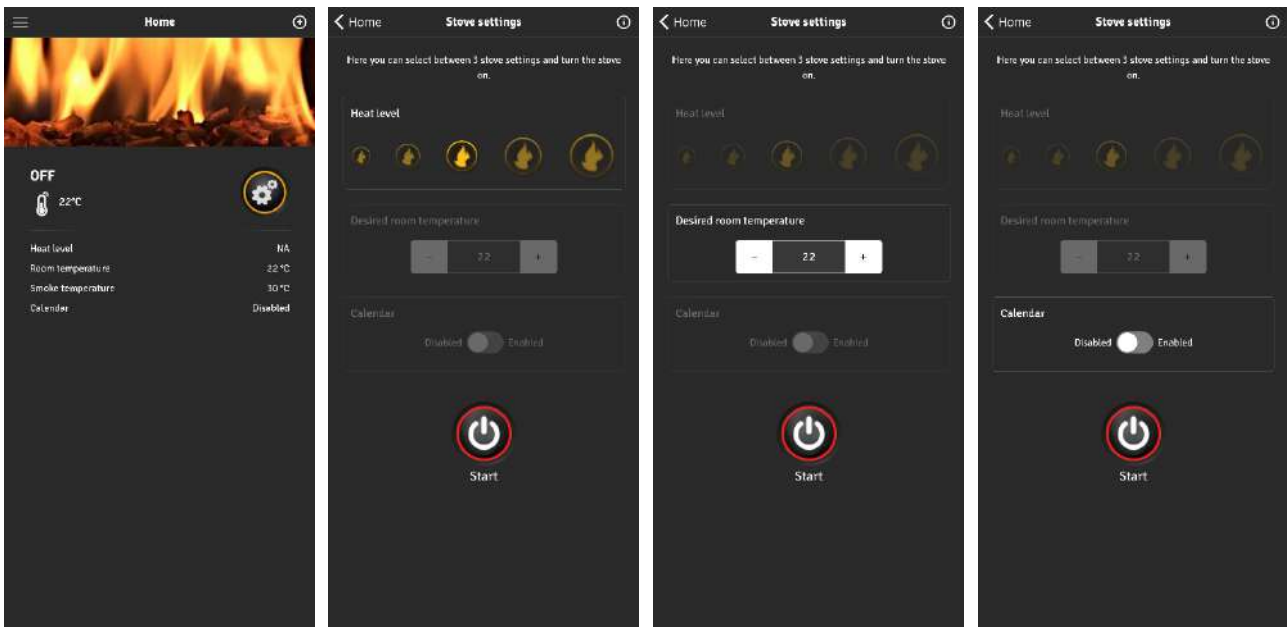 Home
OFF
22°C
Heat level NA
Room temperature 22 °C
Smoke temperature 30 °C
Calendar Disabled
Home Stove settings
Here you can select between 3 stove settings and turn the stove
on.
Heat level
Desired room temperature
- 22 +
Calendar
Disabled Enabled
Start
Home Stove settings
Here you can select between 3 stove settings and turn the stove
on.
Heat level
Desired room temperature
- 22 +
Calendar
Disabled Enabled
Start
Home Stove settings
Here you can select between 3 stove settings and turn the stove
on.
Heat level
Desired room temperature
- 22 +
Calendar
Disabled Enabled
Start